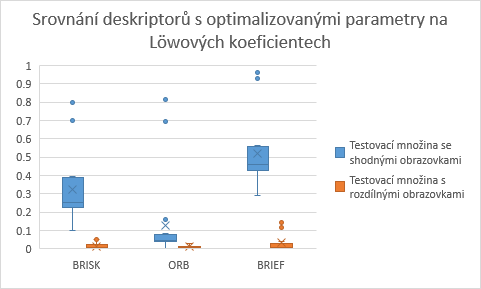 Srovnání deskriptorů s optimalizovanými parametry na
Löwových koeficientech
1
0.9
0.8
0.7
0.6
0.5
0.4
0.3
0.2
0.1
0
BRISK ORB BRIEF
Testovací množina se
shodnými obrazovkami
Testovací množina s
rozdílnými obrazovkami